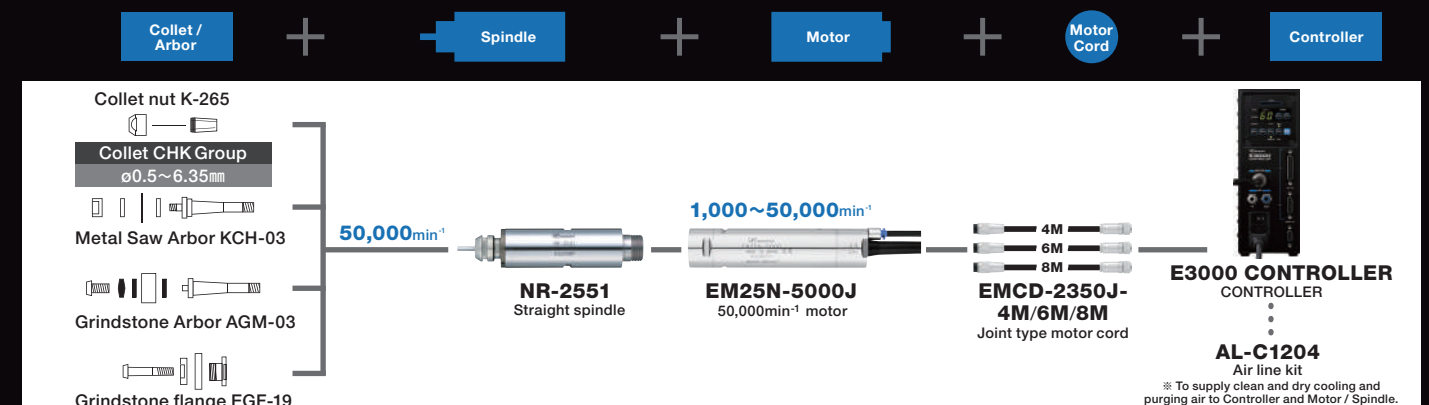 Collet /
Arbor
Spindle
Motor
Motor
Cord
Controller
Collet nut K-265
Collet CHK Group
ø0.5～6.35㎜
Metal Saw Arbor KCH-03
Grindstone Arbor AGM-03
Grindstone flange EGF-19
50,000min⁻¹
NR-2551
Straight spindle
1,000～50,000min⁻¹
EM25N-5000J
50,000min⁻¹ motor
4M
6M
8M
EMCD-2350J-
4M/6M/8M
Joint type motor cord
60
E3000 CONTROLLER
CONTROLLER
AL-C1204
Air line kit
※ To supply clean and dry cooling and
purging air to Controller and Motor / Spindle.